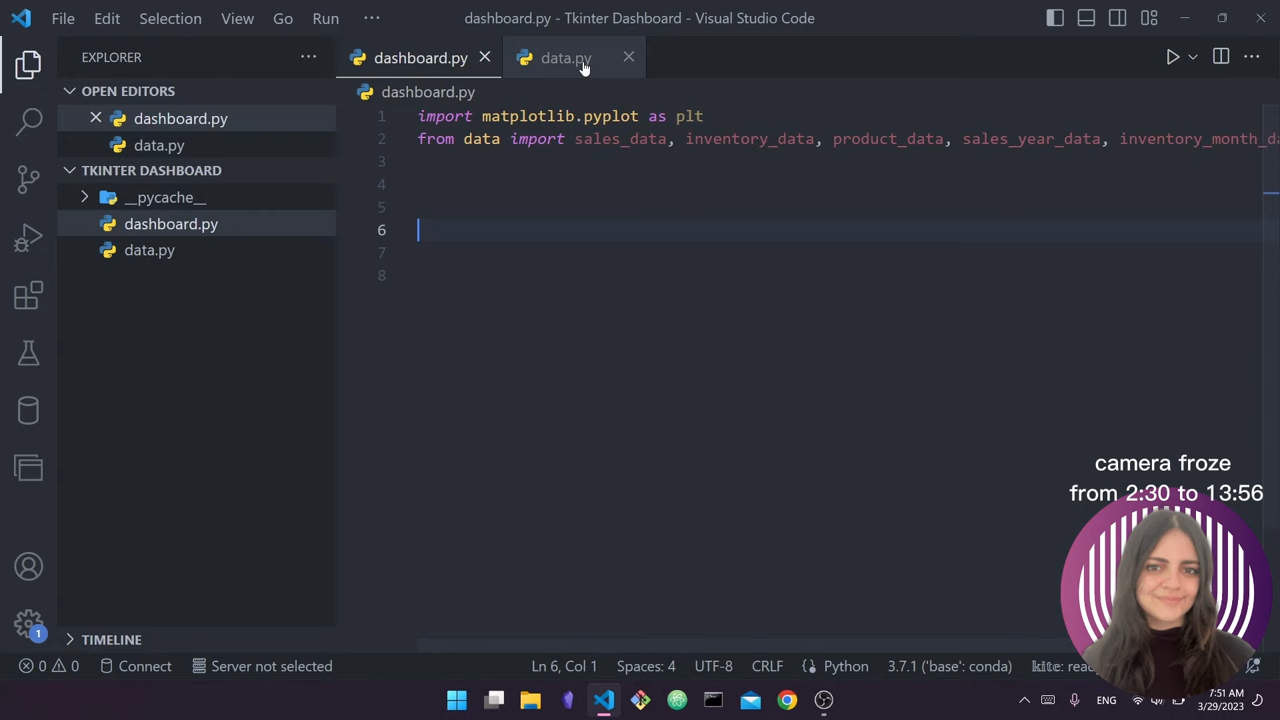 File Edit Selection View Go Run ··· dashboard.py - Tkinter Dashboard - Visual Studio Code
EXPLORER ···
dashboard.py
data.py
OPEN EDITORS
dashboard.py
dashboard.py
data.py
TKINTER DASHBOARD
__pycache__
dashboard.py
data.py
1 import matplotlib.pyplot as plt
2 from data import sales_data, inventory_data, product_data, sales_year_data, inventory_month_d
3
4
5
6
7
8
camera froze
from 2:30 to 13:56
1
TIMELINE
0 0 Connect Server not selected Ln 6, Col 1 Spaces: 4 UTF-8 CRLF Python 3.7.1 ('base': conda) kite:
ENG
7:51 AM
3/29/2023